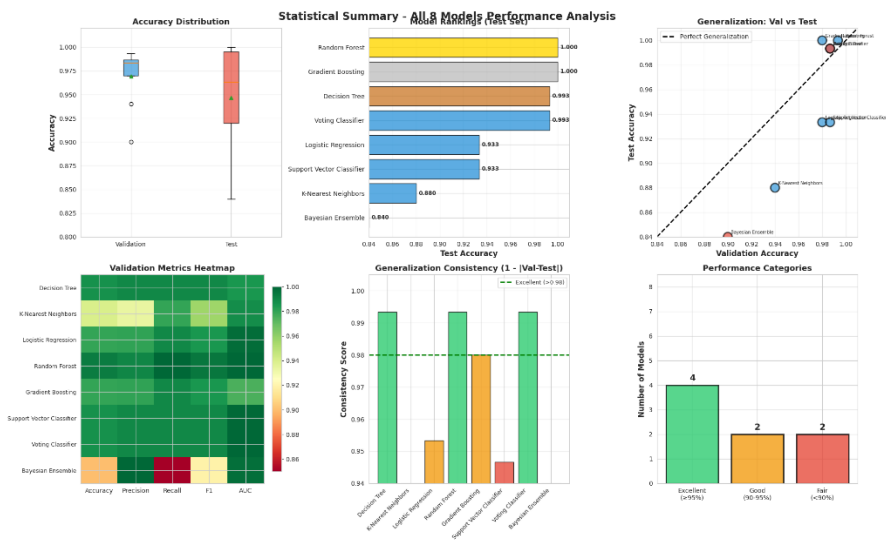 Statistical Summary - All 8 Models Performance Analysis
Accuracy Distribution
Accuracy
1.000
0.975
0.950
0.925
0.900
0.875
0.850
0.825
0.800
Validation
Test
Model Rankings (Test Set)
Random Forest
1.000
Gradient Boosting
1.000
Decision Tree
0.993
Voting Classifier
0.993
Logistic Regression
0.933
Support Vector Classifier
0.933
K-Nearest Neighbors
0.880
Bayesian Ensemble
0.840
0.84 0.86 0.88 0.90 0.92 0.94 0.96 0.98 1.00
Test Accuracy
Generalization: Val vs Test
Perfect Generalization
Test Accuracy
1.00
0.98
0.96
0.94
0.92
0.90
0.88
0.86
0.84
K-Nearest Neighbors
Bayesian Ensemble
0.84 0.86 0.88 0.90 0.92 0.94 0.96 0.98 1.00
Validation Accuracy
Validation Metrics Heatmap
Decision Tree
K-Nearest Neighbors
Logistic Regression
Random Forest
Gradient Boosting
Support Vector Classifier
Voting Classifier
Bayesian Ensemble
Accuracy Precision Recall F1 AUC
1.00
0.98
0.96
0.94
0.92
0.90
0.88
0.86
Generalization Consistency (1 - |Val-Test|)
Excellent (>0.98)
Consistency Score
1.00
0.99
0.98
0.97
0.96
0.95
0.94
Decision Tree
K-Nearest Neighbors
Logistic Regression
Random Forest
Gradient Boosting
Support Vector Classifier
Voting Classifier
Bayesian Ensemble
Performance Categories
Number of Models
8
7
6
5
4
3
2
1
0
4
2
2
Excellent
(≥95%)
Good
(90-95%)
Fair
(<90%)